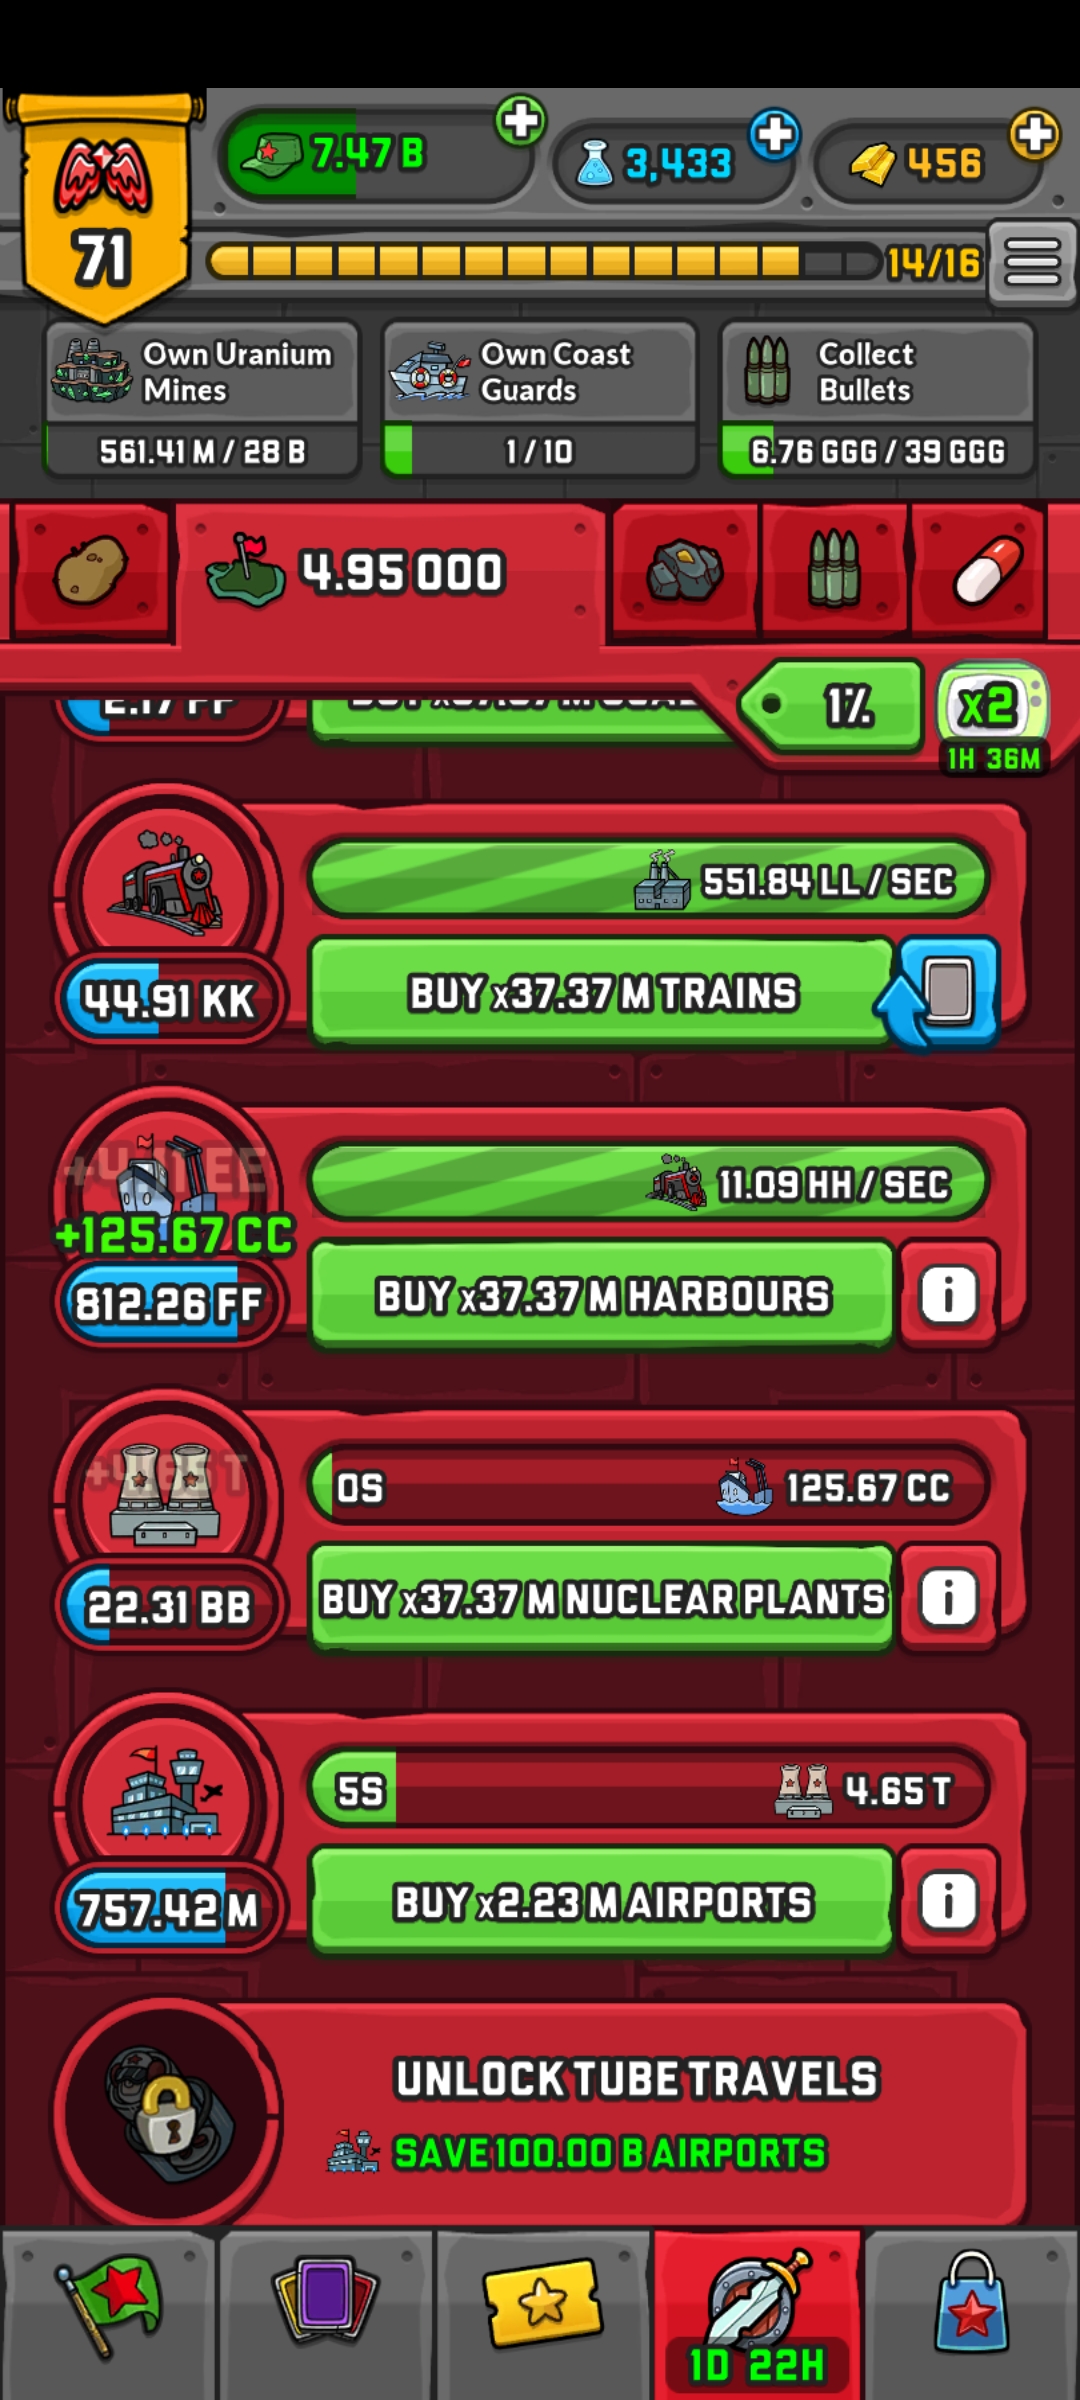 71
7.47 B
3,433
456
14/16
Own Uranium
Mines
561.41 M / 28 B
Own Coast
Guards
1 / 10
Collect
Bullets
6.76 GGG / 39 GGG
4.95 OOO
1%
x2
1H 36M
2.17 FF
551.84 LL / SEC
44.91 KK
BUY x37.37 M TRAINS
11.09 HH / SEC
+125.67 CC
812.26 FF
BUY x37.37 M HARBOURS
i
0S
125.67 CC
22.31 BB
BUY x37.37 M NUCLEAR PLANTS
i
5S
4.65 T
757.42 M
BUY x2.23 M AIRPORTS
i
UNLOCK TUBE TRAVELS
SAVE 100.00 B AIRPORTS
1D 22H